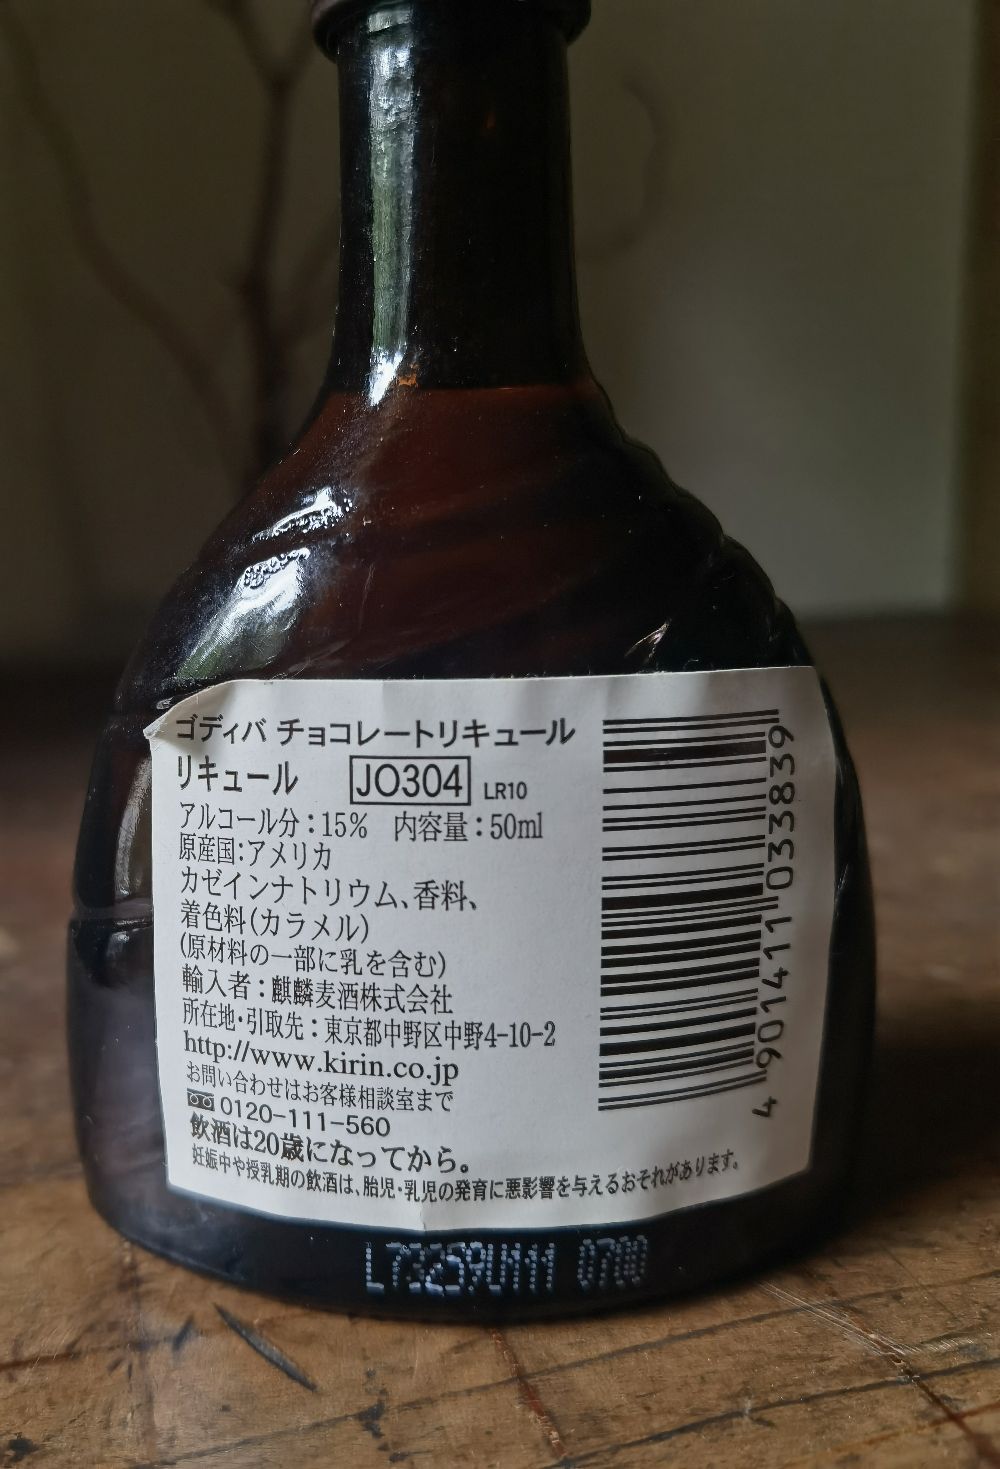 ゴディバ チョコレートリキュール
リキュール JO304 LR10
アルコール分：15% 内容量：50ml
原産国：アメリカ
カゼインナトリウム、香料、
着色料(カラメル)
(原材料の一部に乳を含む)
輸入者：麒麟麦酒株式会社
所在地・引取先：東京都中野区中野4-10-2
http://www.kirin.co.jp
お問い合わせはお客様相談室まで
0120-111-560
飲酒は20歳になってから。
妊娠中や授乳期の飲酒は、胎児・乳児の発育に悪影響を与えるおそれがあります。
4 901411 033839
0700